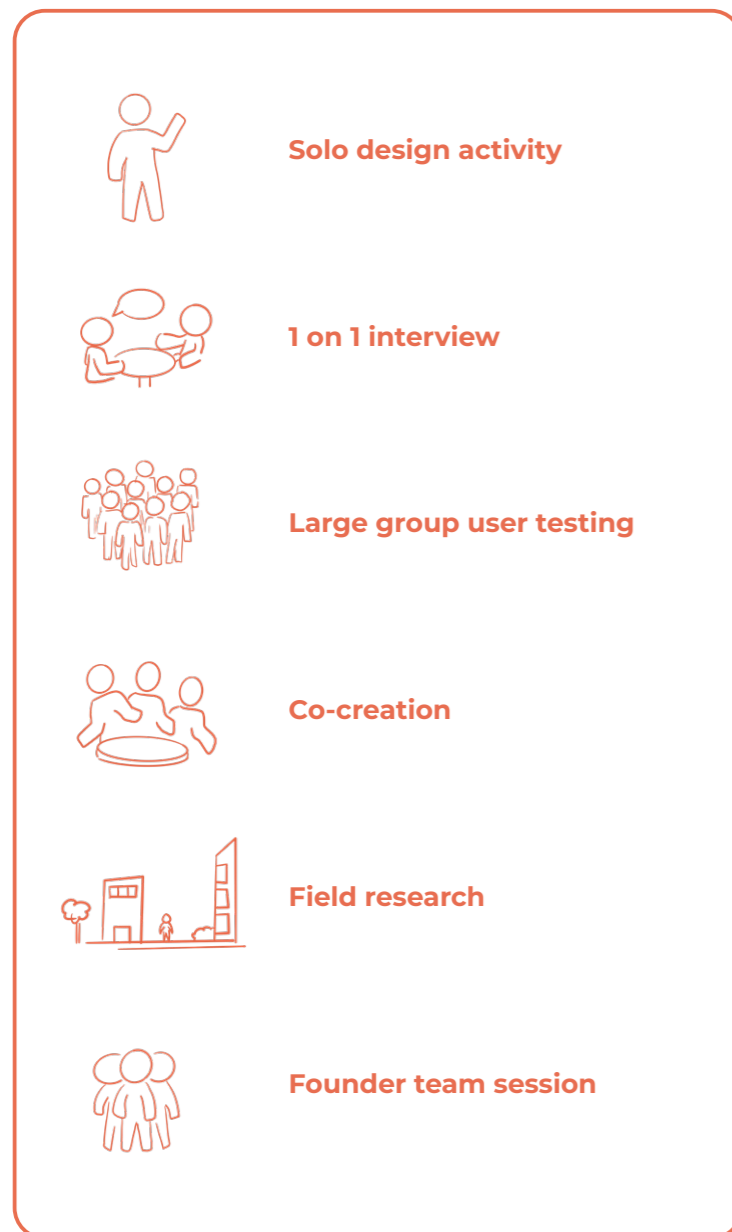 Solo design activity
1 on 1 interview
Large group user testing
Co-creation
Field research
Founder team session